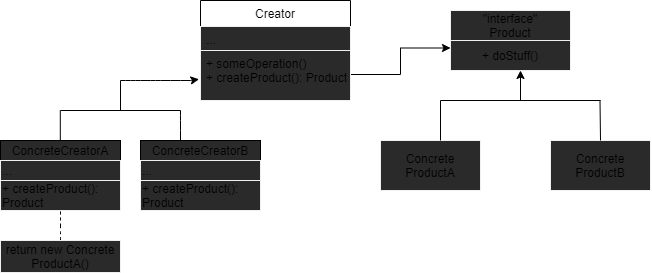 Creator
...
+ someOperation()
+ createProduct(): Product
"interface"
Product
+ doStuff()
ConcreteCreatorA
...
+ createProduct():
Product
ConcreteCreatorB
...
+ createProduct():
Product
Concrete
ProductA
Concrete
ProductB
return new Concrete
ProductA()